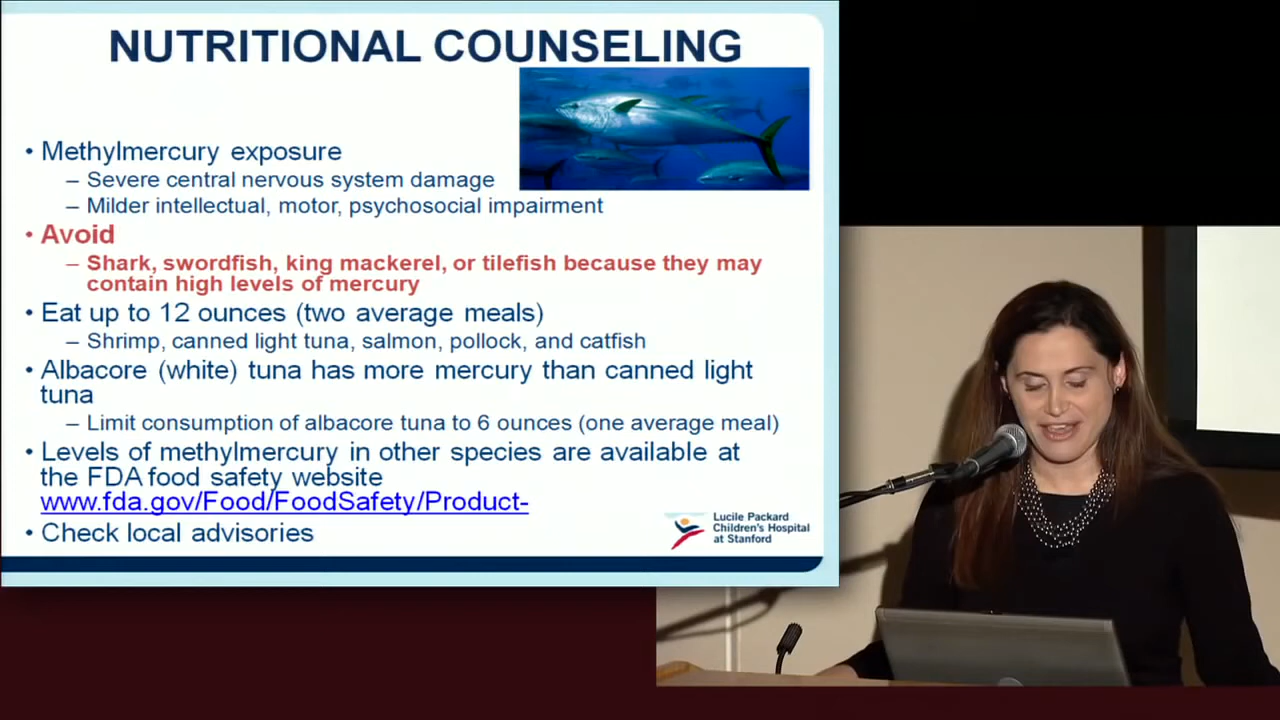 NUTRITIONAL COUNSELING
• Methylmercury exposure
– Severe central nervous system damage
– Milder intellectual, motor, psychosocial impairment
• Avoid
– Shark, swordfish, king mackerel, or tilefish because they may
contain high levels of mercury
• Eat up to 12 ounces (two average meals)
– Shrimp, canned light tuna, salmon, pollock, and catfish
• Albacore (white) tuna has more mercury than canned light
tuna
– Limit consumption of albacore tuna to 6 ounces (one average meal)
• Levels of methylmercury in other species are available at
the FDA food safety website
www.fda.gov/Food/FoodSafety/Product-
• Check local advisories
Lucile Packard
Children's Hospital
at Stanford